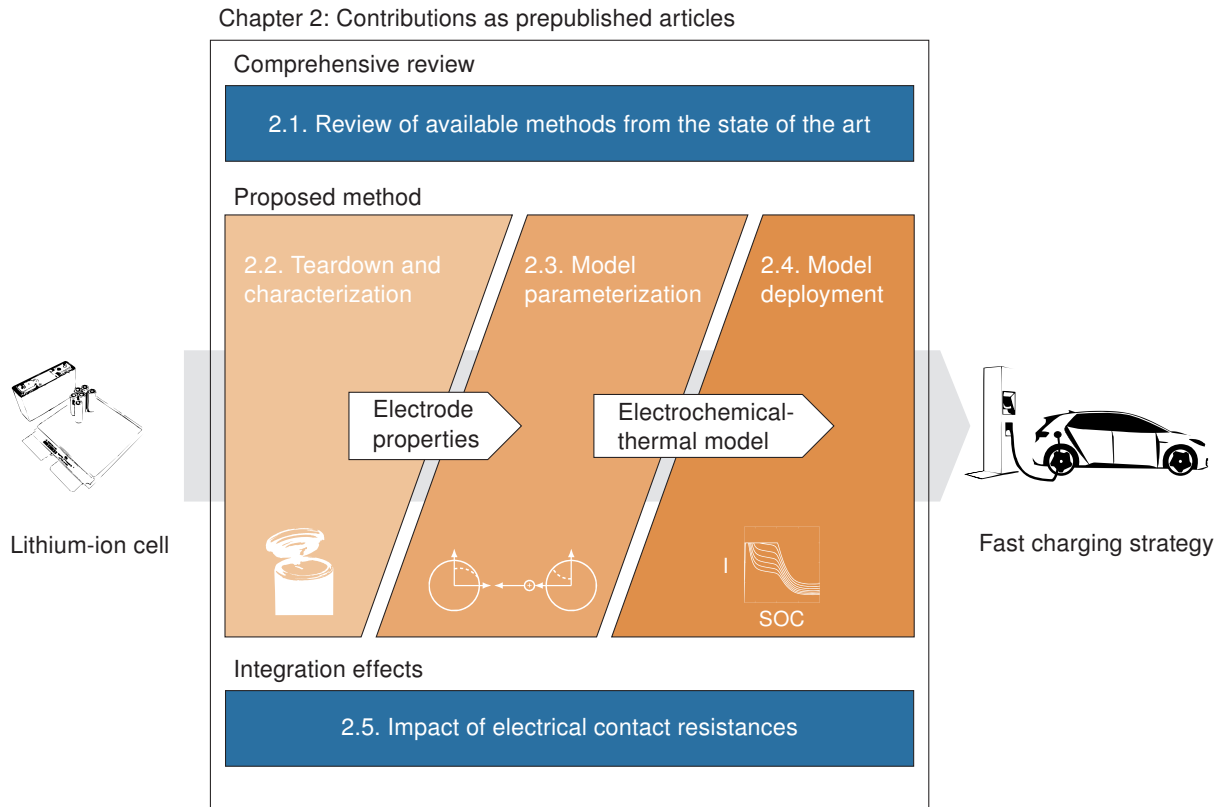 Chapter 2: Contributions as prepublished articles
Comprehensive review
2.1. Review of available methods from the state of the art
Proposed method
2.2. Teardown and
characterization
2.3. Model
parameterization
2.4. Model
deployment
Electrode
properties
Electrochemical-
thermal model
Lithium-ion cell
Fast charging strategy
I
SOC
Integration effects
2.5. Impact of electrical contact resistances